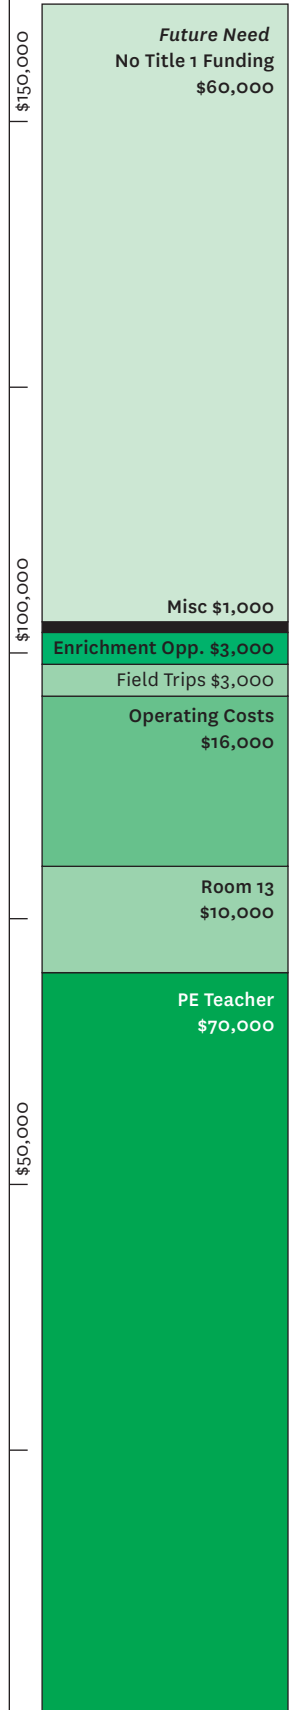 $150,000
Future Need
No Title 1 Funding
$60,000
$100,000
Misc $1,000
Enrichment Opp. $3,000
Field Trips $3,000
Operating Costs
$16,000
Room 13
$10,000
PE Teacher
$70,000
$50,000